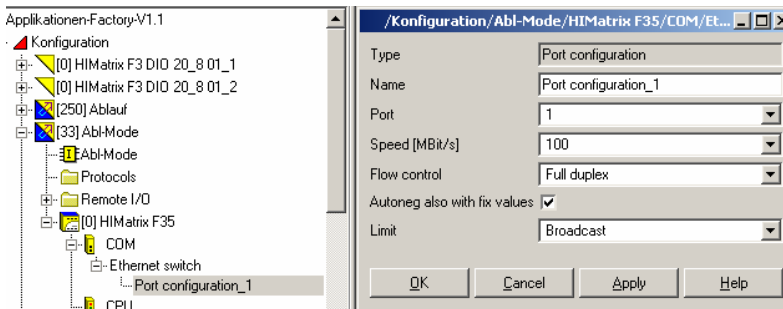 Applikationen-Factory-V1.1
Konfiguration
[0] HIMatrix F3 DIO 20_8 01_1
[0] HIMatrix F3 DIO 20_8 01_2
[250] Ablauf
[33] Abl-Mode
Abl-Mode
Protocols
Remote I/O
[0] HIMatrix F35
COM
Ethernet switch
Port configuration_1
CPU
/Konfiguration/Abl-Mode/HIMatrix F35/COM/Et...
Type Port configuration
Name Port configuration_1
Port 1
Speed [MBit/s] 100
Flow control Full duplex
Autoneg also with fix values
Limit Broadcast
OK Cancel Apply Help